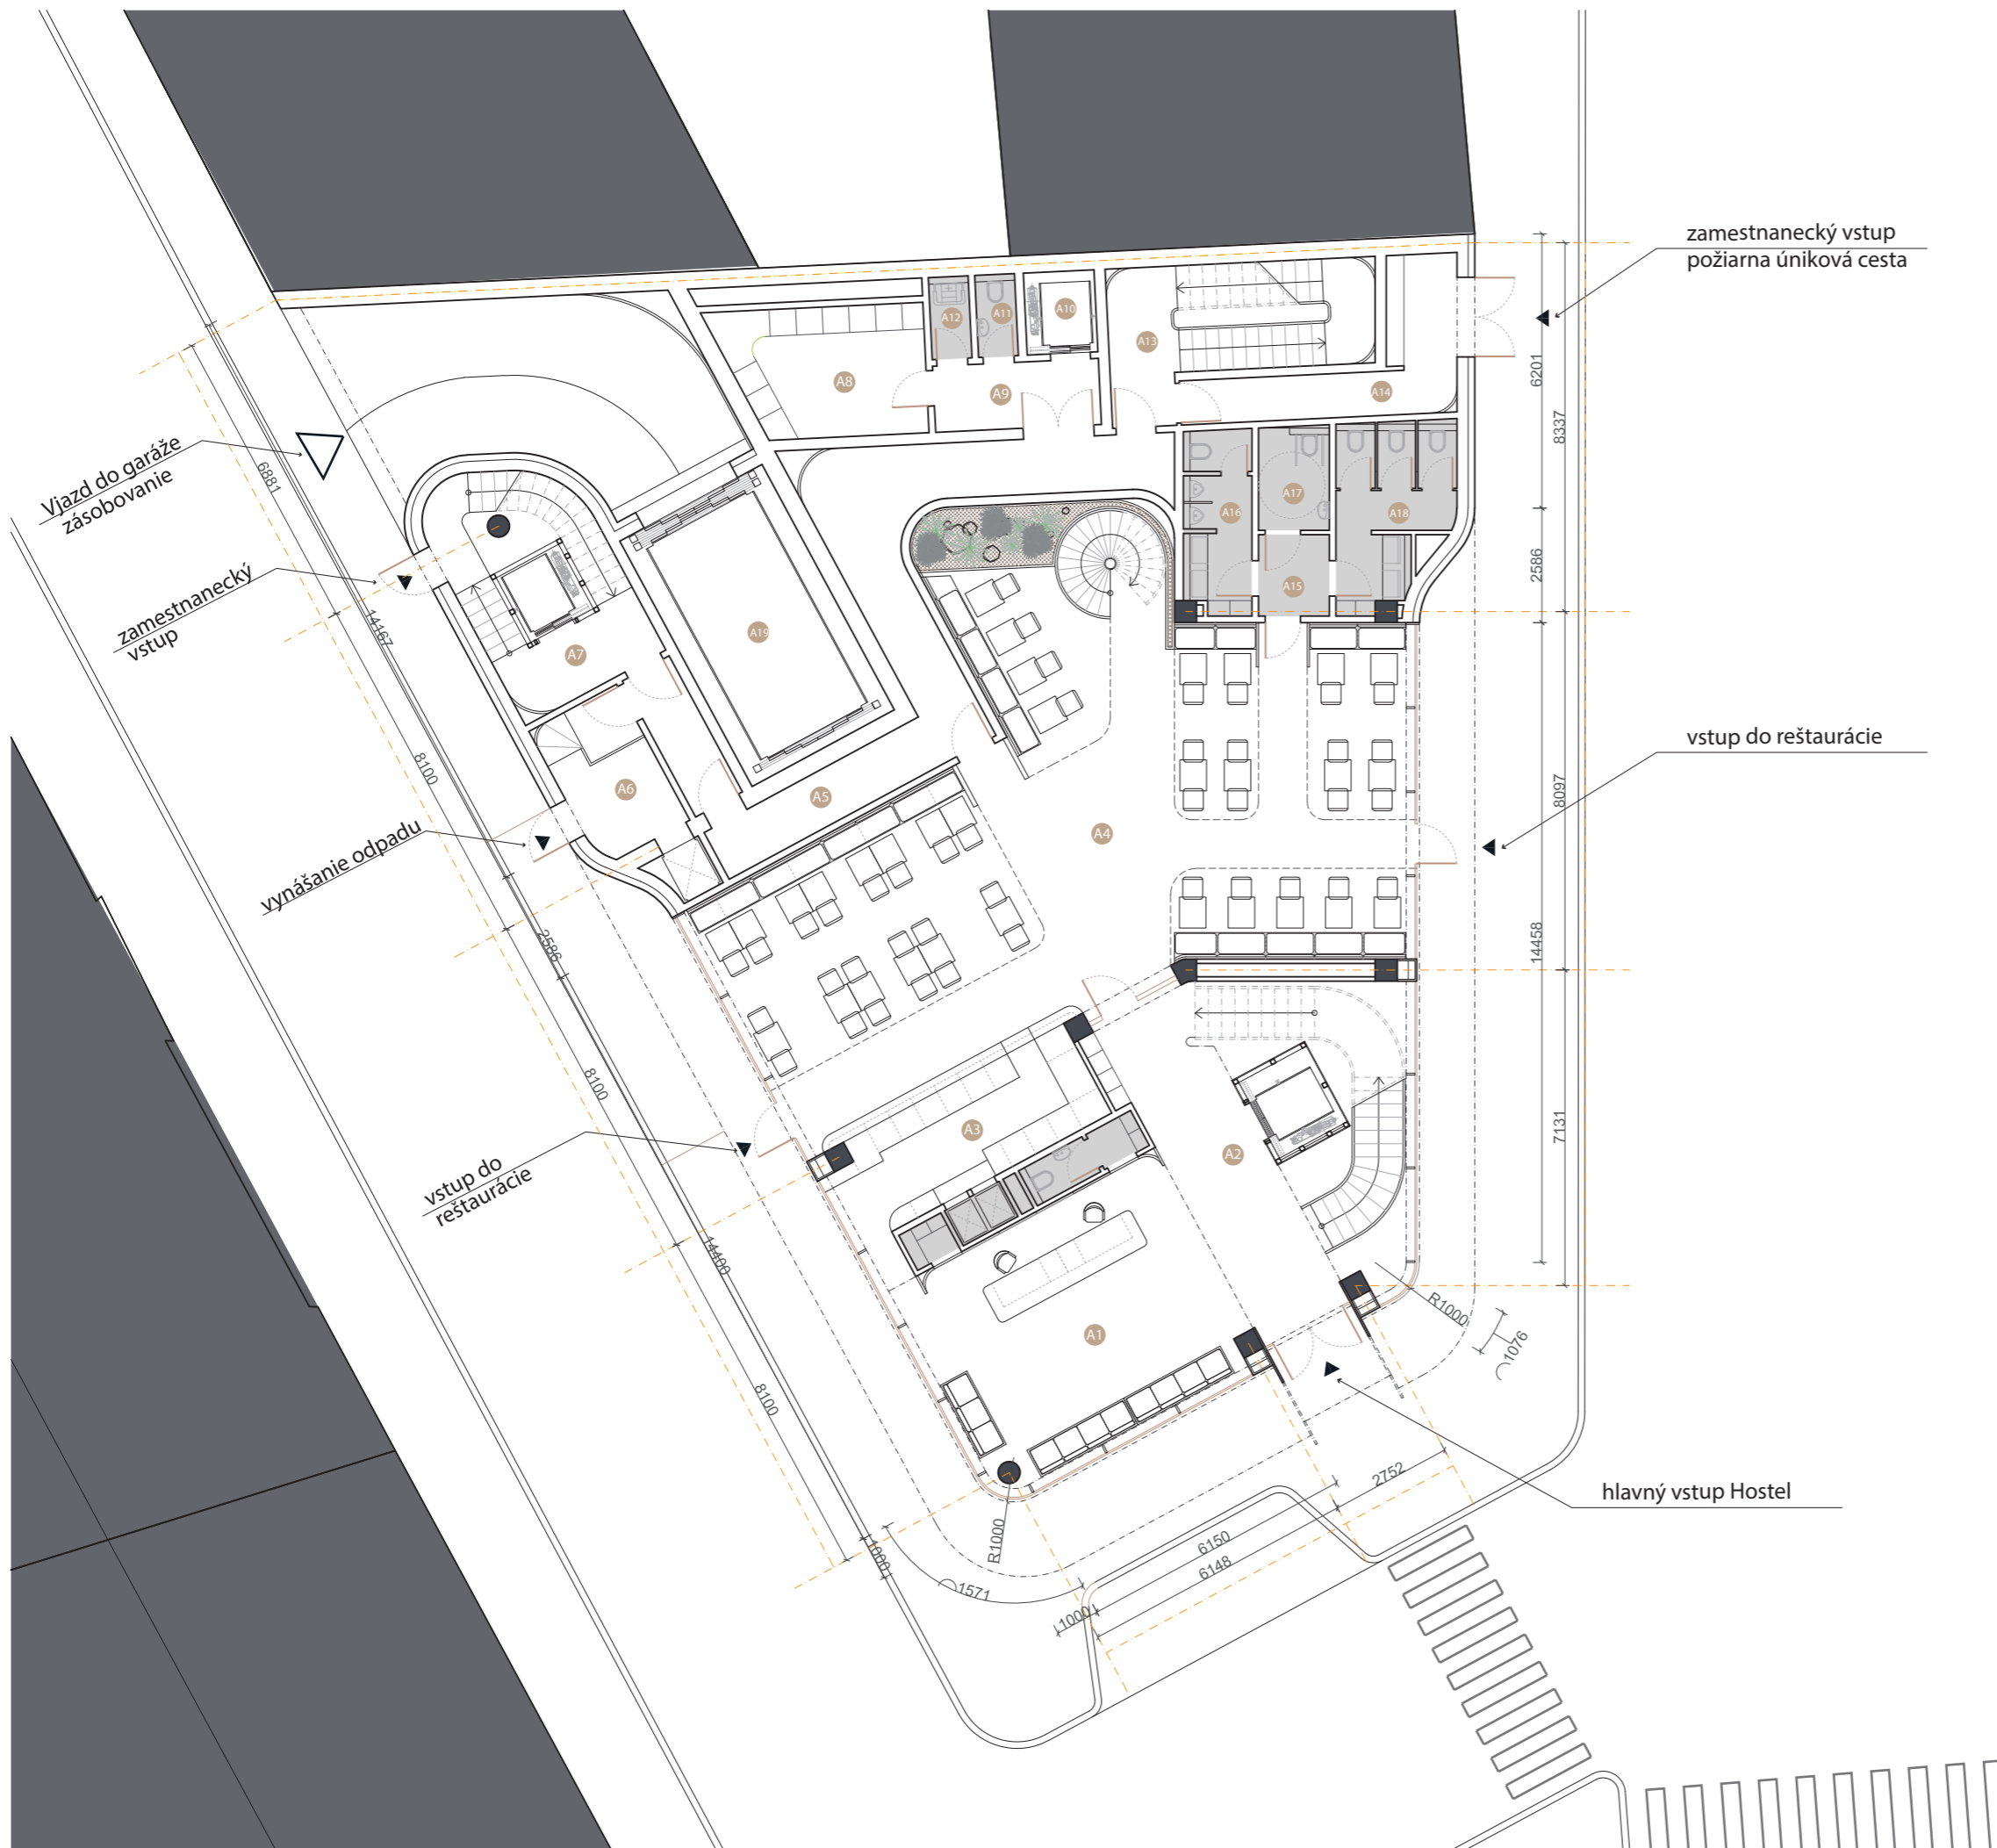 zamestnanecký vstup
požiarna úniková cesta
A12
A11
A10
A13
A8
A9
A14
6201
8337
Vjazd do garáže
zásobovanie
6881
A16
A17
A18
2586
A15
zamestnanecký
vstup
14167
A7
A19
vstup do reštaurácie
8100
A6
A5
A4
8097
vynášanie odpadu
2586
14458
8100
A3
A2
7131
vstup do
reštaurácie
14400
R1000
1076
A1
8100
2752
hlavný vstup Hostel
R1000
6150
6148
1000
1571
1000